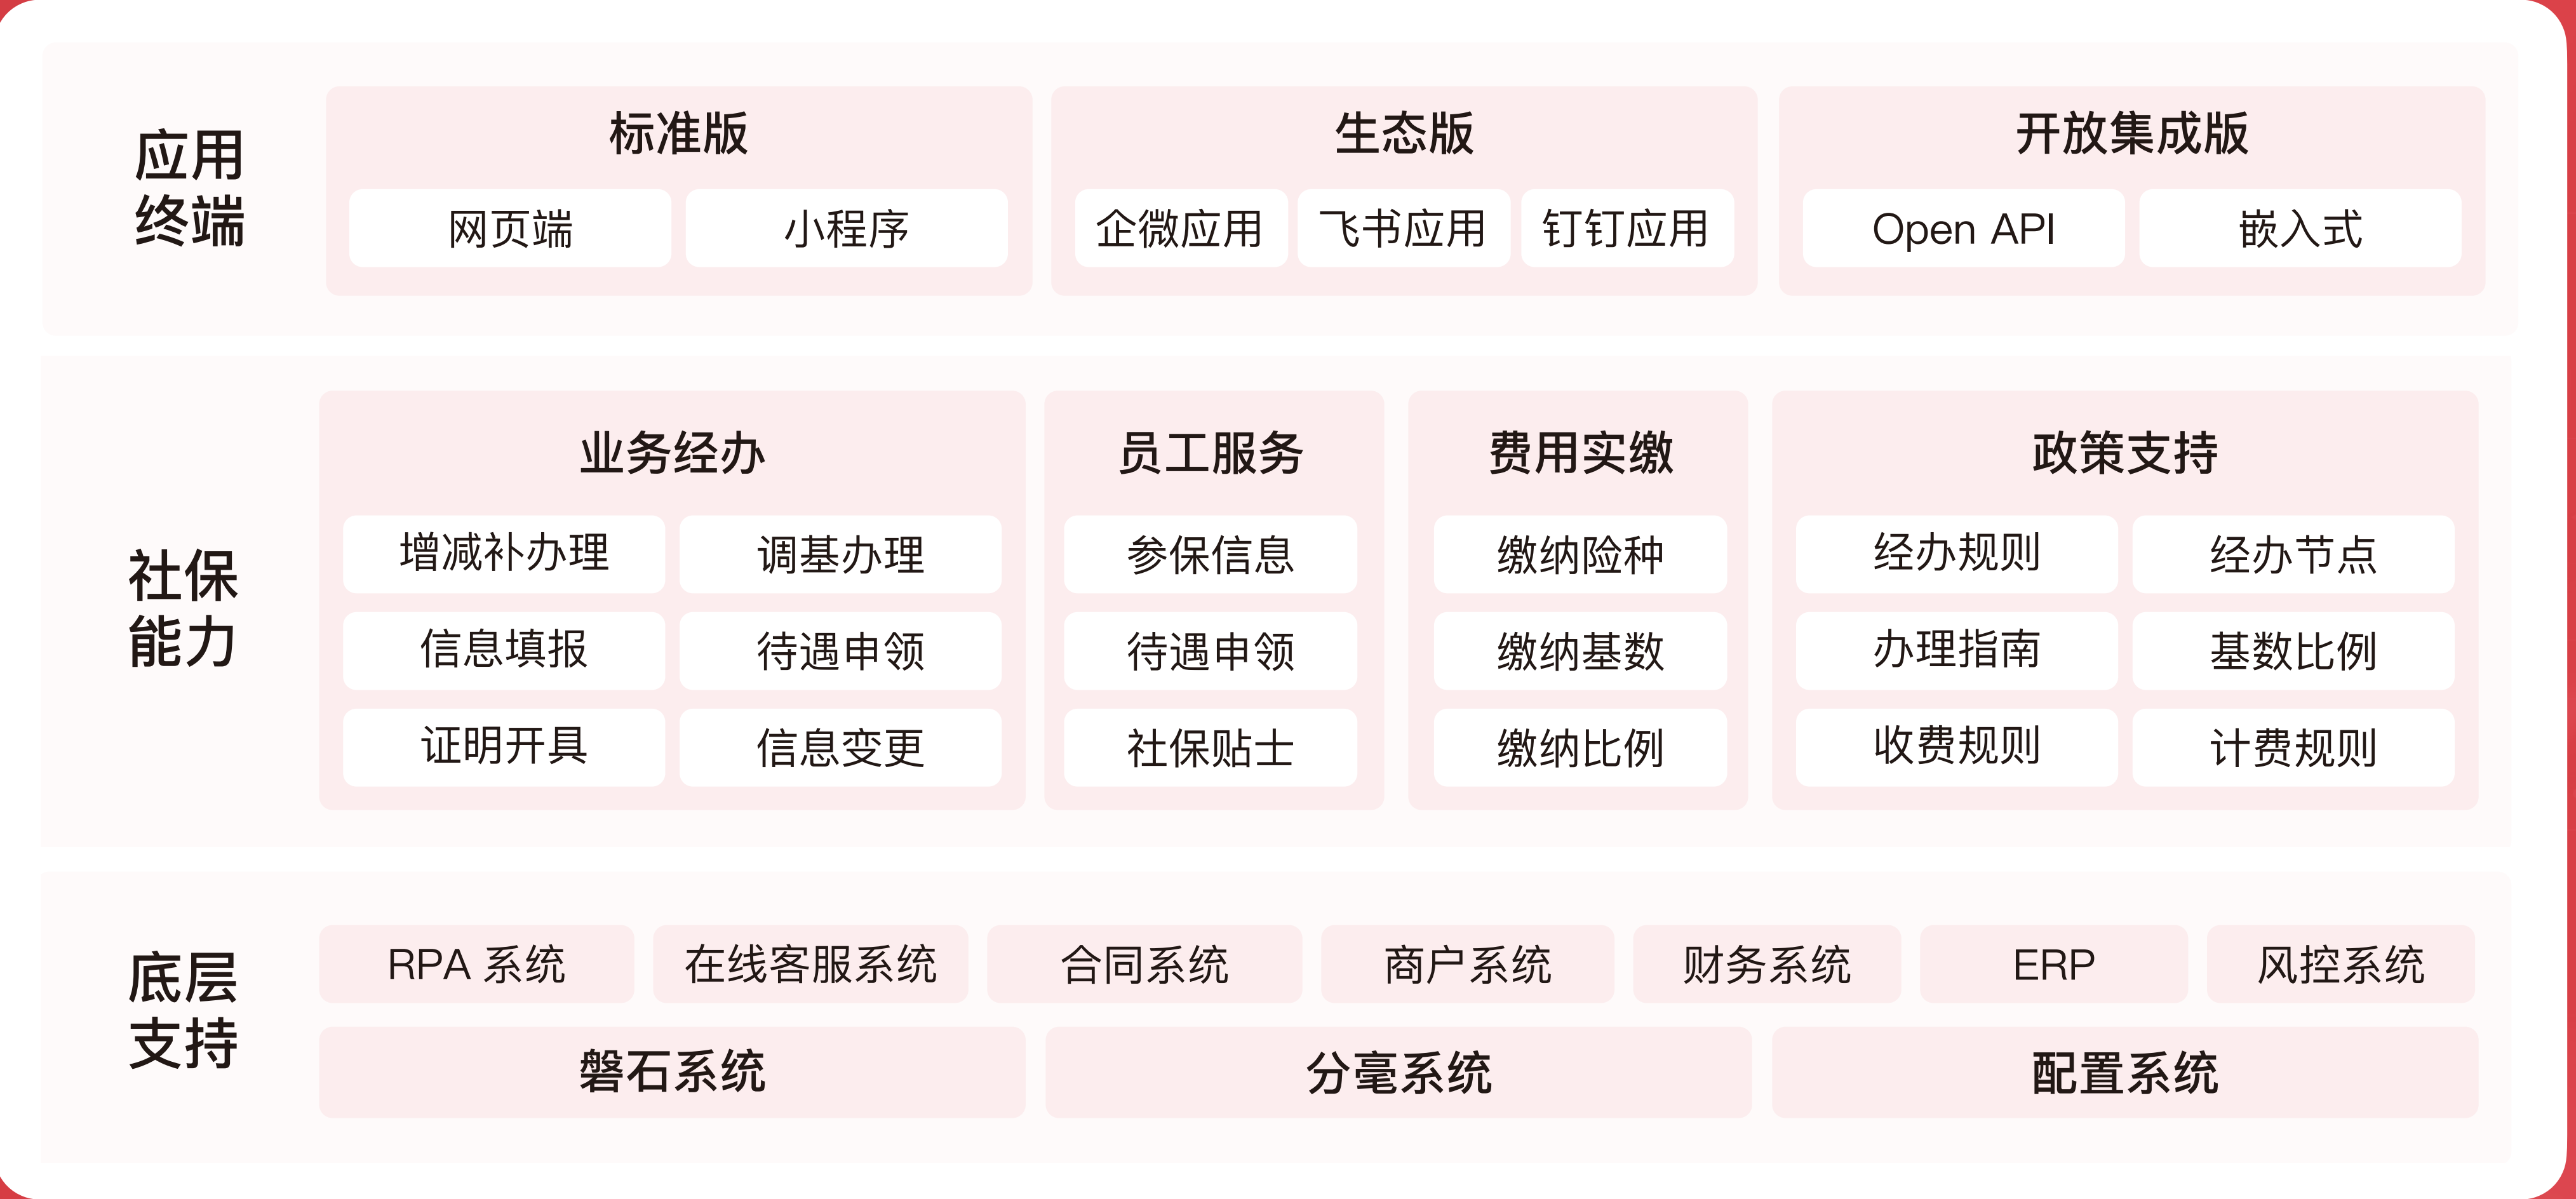 应用
终端
标准版
网页端
小程序
生态版
企微应用
飞书应用
钉钉应用
开放集成版
Open API
嵌入式
社保
能力
业务经办
增减补办理
调基办理
信息填报
待遇申领
证明开具
信息变更
员工服务
参保信息
待遇申领
社保贴士
费用实缴
缴纳险种
缴纳基数
缴纳比例
政策支持
经办规则
经办节点
办理指南
基数比例
收费规则
计费规则
底层
支持
RPA 系统
在线客服系统
合同系统
商户系统
财务系统
ERP
风控系统
磐石系统
分毫系统
配置系统